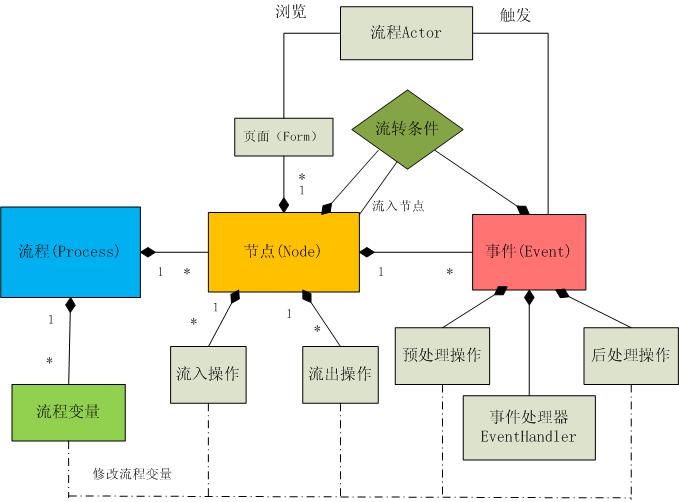 浏览
流程Actor
触发
页面（Form）
流转条件
*
1
流入节点
流程(Process)
节点(Node)
事件(Event)
1
*
1
*
1
*
1
*
1
*
流入操作
流出操作
预处理操作
后处理操作
流程变量
事件处理器
EventHandler
修改流程变量